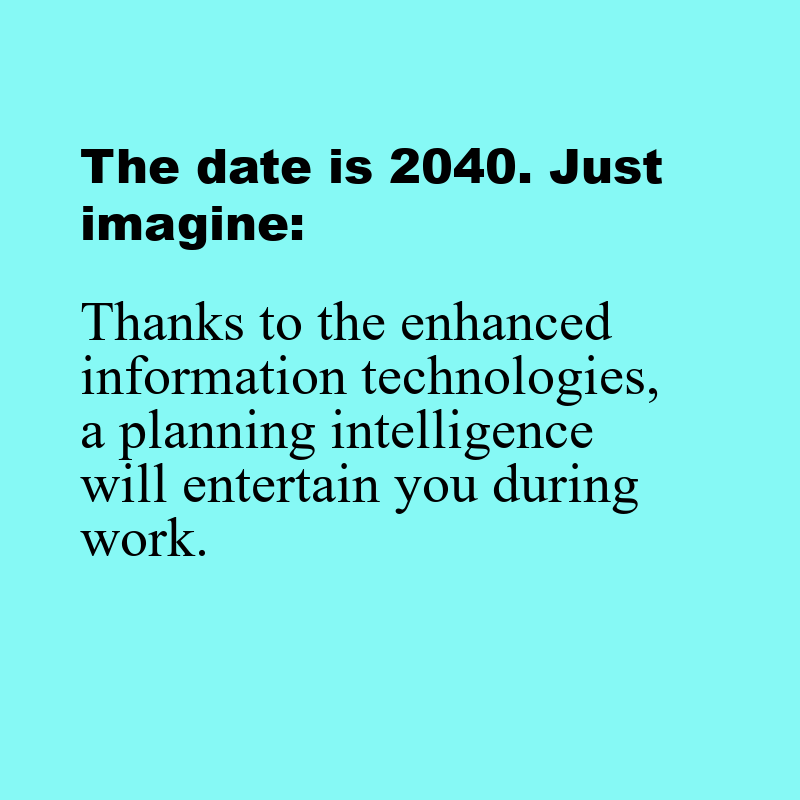 The date is 2040. Just
imagine:
Thanks to the enhanced
information technologies,
a planning intelligence
will entertain you during
work.